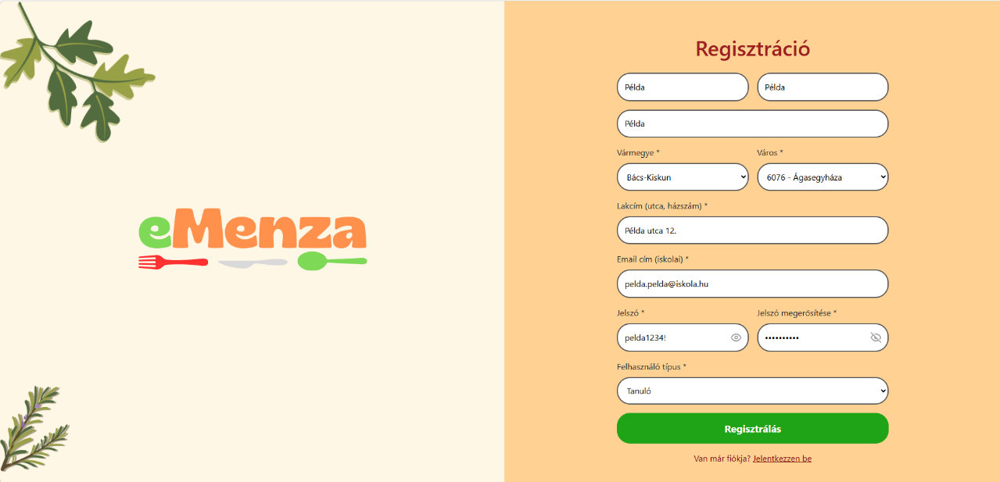 eMenza
Regisztráció
Példa Példa
Példa
Vármegye * Város *
Bács-Kiskun 6076 - Ágasegyháza
Lakcím (utca, házszám) *
Példa utca 12.
Email cím (iskolai) *
pelda.pelda@iskola.hu
Jelszó * Jelszó megerősítése *
pelda1234! ••••••••••
Felhasználó típus *
Tanuló
Regisztrálás
Van már fiókja? Jelentkezzen be